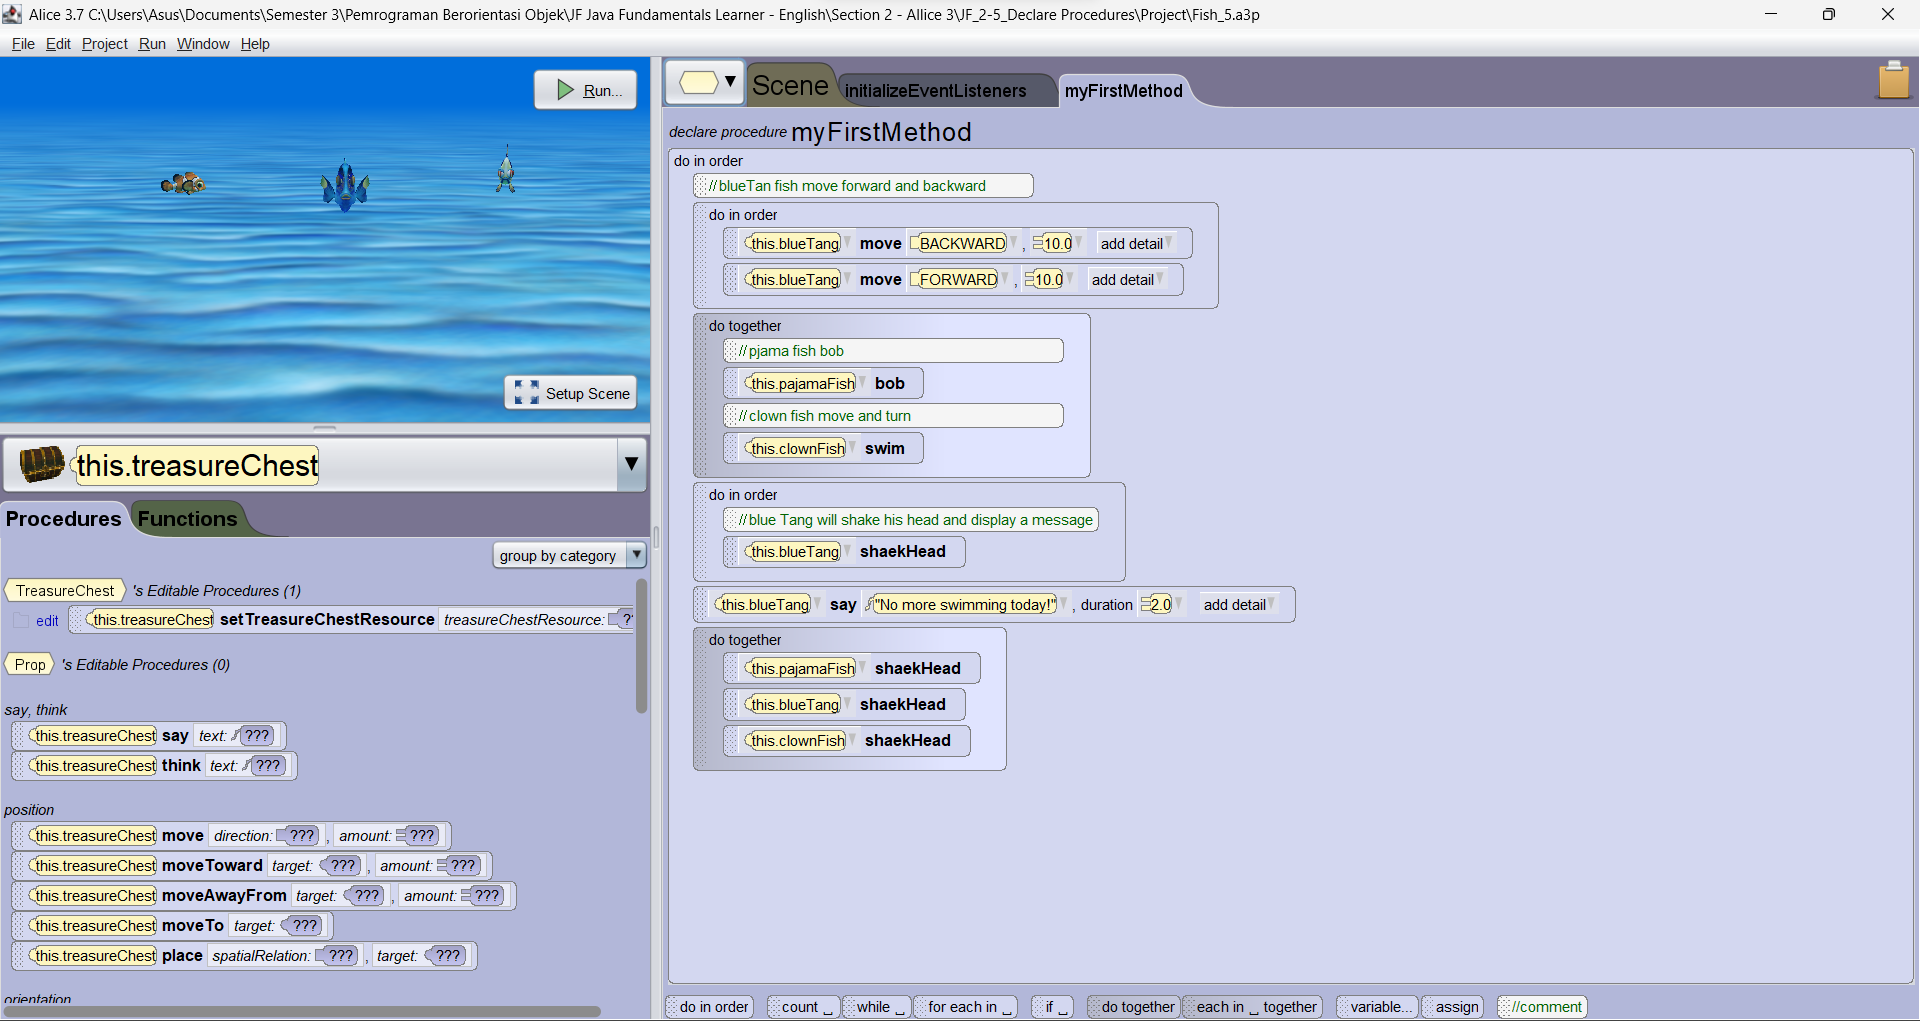 Alice 3.7 C:\Users\Asus\Documents\Semester 3\Pemrograman Berorientasi Objek\JF Java Fundamentals Learner - English\Section 2 - Allice 3\JF_2-5_Declare Procedures\Project\Fish_5.a3p
File Edit Project Run Window Help
Run...
Setup Scene
this.treasureChest
Procedures Functions
group by category
TreasureChest 's Editable Procedures (1)
edit this.treasureChest setTreasureChestResource treasureChestResource: ?
Prop 's Editable Procedures (0)
say, think
this.treasureChest say text: ???
this.treasureChest think text: ???
position
this.treasureChest move direction: ??? , amount: ???
this.treasureChest moveToward target: ??? , amount: ???
this.treasureChest moveAwayFrom target: ??? , amount: ???
this.treasureChest moveTo target: ???
this.treasureChest place spatialRelation: ??? , target: ???
orientation
Scene initializeEventListeners myFirstMethod
declare procedure myFirstMethod
do in order
//blueTan fish move forward and backward
do in order
this.blueTang move BACKWARD , 10.0 add detail
this.blueTang move FORWARD , 10.0 add detail
do together
//pjama fish bob
this.pajamaFish bob
//clown fish move and turn
this.clownFish swim
do in order
//blue Tang will shake his head and display a message
this.blueTang shaekHead
this.blueTang say "No more swimming today!" , duration 2.0 add detail
do together
this.pajamaFish shaekHead
this.blueTang shaekHead
this.clownFish shaekHead
do in order count _ while _ for each in _ if _ do together each in _ together variable... assign //comment